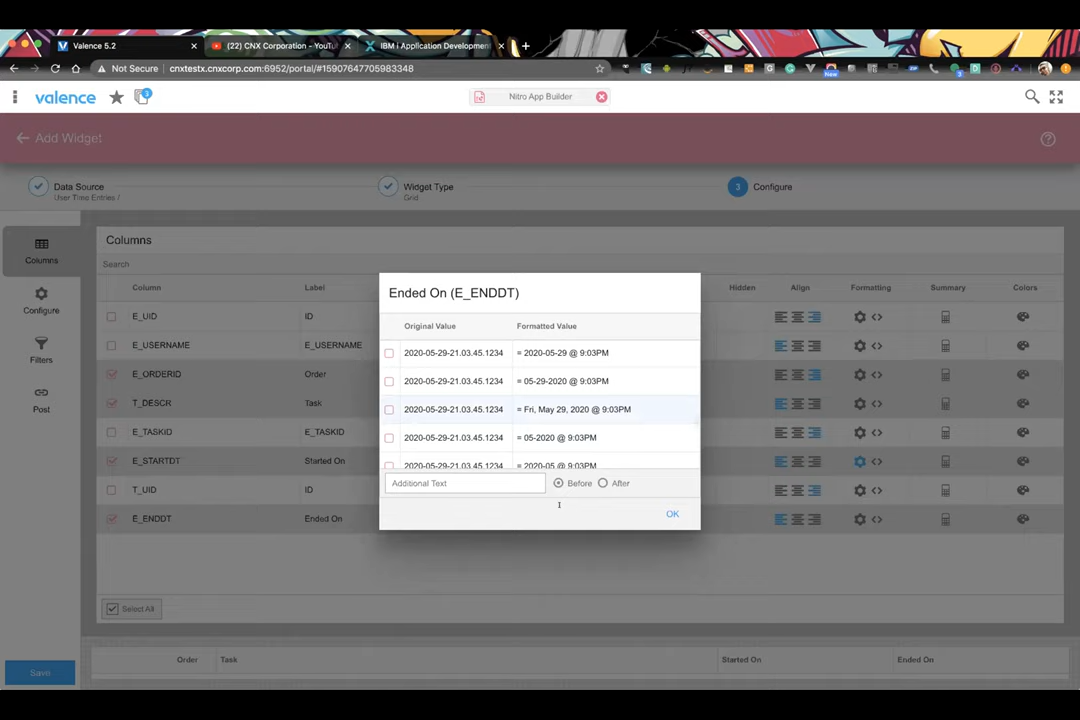 Valence 5.2
(22) CNX Corporation - YouTu
IBM i Application Developmen
Not Secure
cnxtestx.cnxcorp.com:6952/portal/#15907647705983348
New
valence
3
Nitro App Builder
Add Widget
Data Source
User Time Entries /
Widget Type
Grid
3
Configure
Columns
Configure
Filters
Post
Columns
Search
Column
Label
Hidden
Align
Formatting
Summary
Colors
E_UID
ID
E_USERNAME
E_USERNAME
E_ORDERID
Order
T_DESCR
Task
E_TASKID
E_TASKID
E_STARTDT
Started On
T_UID
ID
E_ENDDT
Ended On
Ended On (E_ENDDT)
Original Value
Formatted Value
2020-05-29-21.03.45.1234
= 2020-05-29 @ 9:03PM
2020-05-29-21.03.45.1234
= 05-29-2020 @ 9:03PM
2020-05-29-21.03.45.1234
= Fri, May 29, 2020 @ 9:03PM
2020-05-29-21.03.45.1234
= 05-2020 @ 9:03PM
2020-05-29-21.03.45.1234
= 2020-05 @ 9:03PM
Additional Text
Before
After
OK
Select All
Save
Order
Task
Started On
Ended On